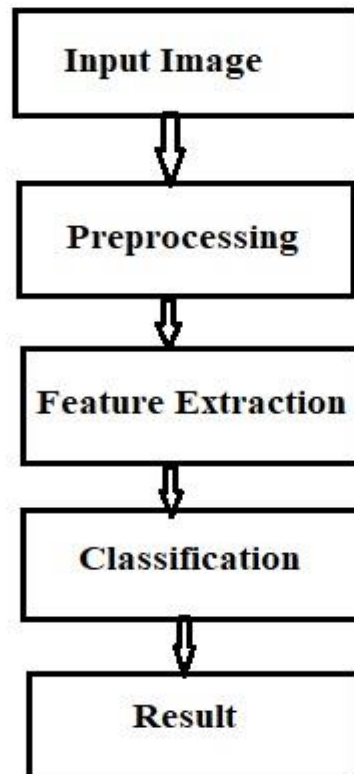 Input Image
Preprocessing
Feature Extraction
Classification
Result